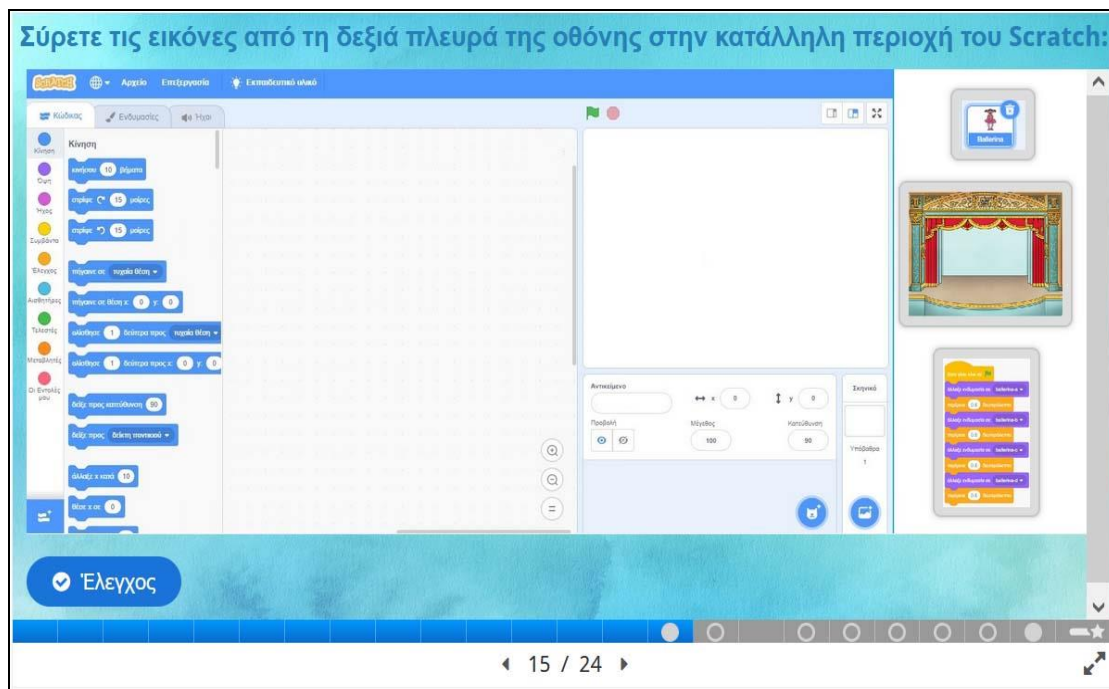 Σύρετε τις εικόνες από τη δεξιά πλευρά της οθόνης στην κατάλληλη περιοχή του Scratch:
SCRATCH Αρχείο Επεξεργασία Εκπαιδευτικό υλικό
Κώδικας Ενδυμασίες Ήχοι
Κίνηση
Όψη
Ήχος
Συμβάντα
Έλεγχος
Αισθητήρες
Τελεστές
Μεταβλητές
Οι Εντολές
μου
Κίνηση
κινήσου 10 βήματα
στρίψε 15 μοίρες
στρίψε 15 μοίρες
πήγαινε σε τυχαία θέση
πήγαινε σε θέση x: 0 y: 0
ολίσθησε 1 δεύτερα προς τυχαία θέση
ολίσθησε 1 δεύτερα προς x: 0 y: 0
δείξε προς κατεύθυνση 90
δείξε προς δείκτη ποντικιού
άλλαξε x κατά 10
θέσε x σε 0
Αντικείμενο
x 0 y 0
Προβολή Μέγεθος Κατεύθυνση
100 90
Σκηνικό
Υπόβαθρα
1
Ballerina
ballerina-c
Έλεγχος
15 / 24